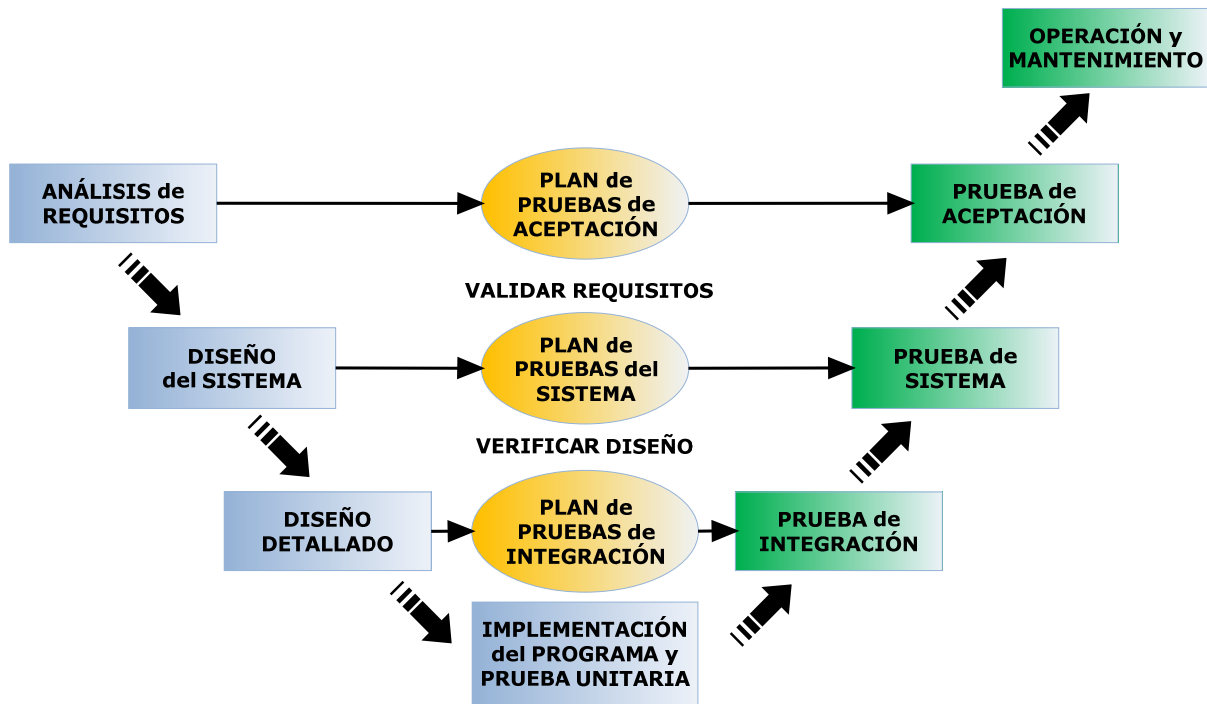 OPERACIÓN y
MANTENIMIENTO
ANÁLISIS de
REQUISITOS
PLAN de
PRUEBAS de
ACEPTACIÓN
PRUEBA de
ACEPTACIÓN
VALIDAR REQUISITOS
DISEÑO
del SISTEMA
PLAN de
PRUEBAS del
SISTEMA
PRUEBA de
SISTEMA
VERIFICAR DISEÑO
DISEÑO
DETALLADO
PLAN de
PRUEBAS de
INTEGRACIÓN
PRUEBA de
INTEGRACIÓN
IMPLEMENTACIÓN
del PROGRAMA y
PRUEBA UNITARIA